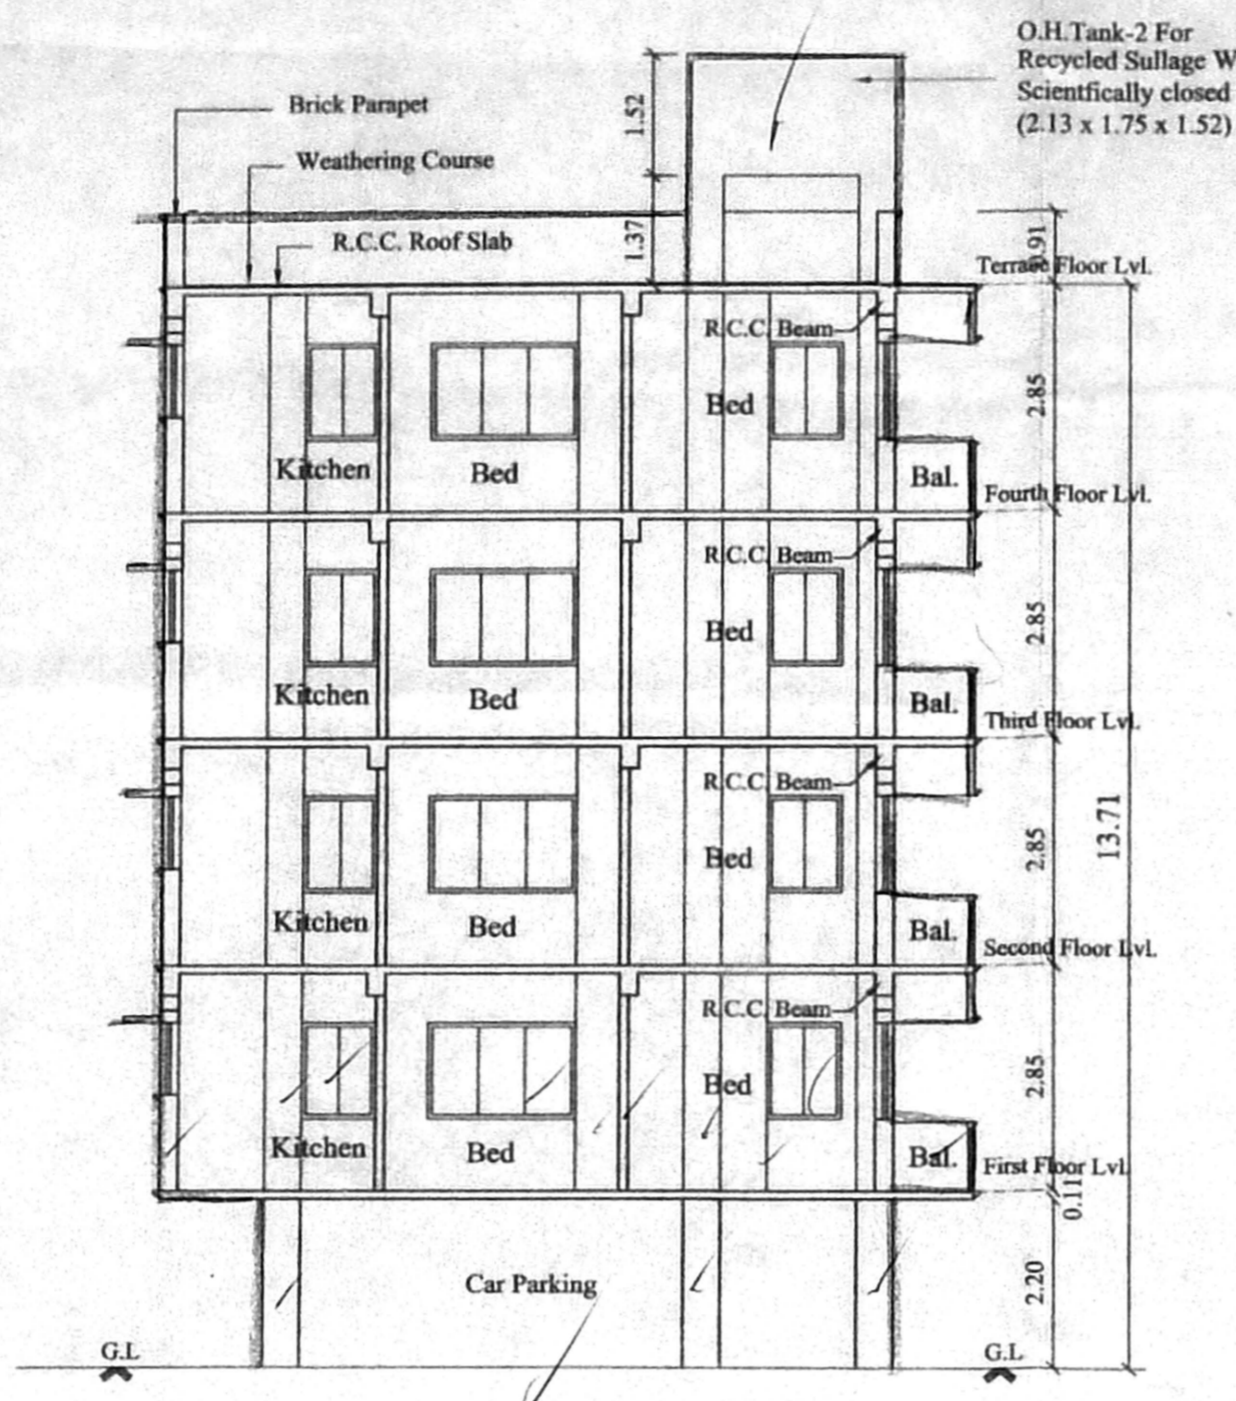 O.H.Tank-2 For
Recycled Sullage W
Scientfically closed
(2.13 x 1.75 x 1.52)
Brick Parapet
1.52
Weathering Course
R.C.C. Roof Slab
1.37
0.91
Terrace Floor Lvl.
R.C.C. Beam
Bed
2.85
Kitchen
Bed
Bal.
Fourth Floor Lvl.
R.C.C. Beam
Bed
2.85
Kitchen
Bed
Bal.
Third Floor Lvl.
R.C.C. Beam
13.71
Bed
2.85
Kitchen
Bed
Bal.
Second Floor Lvl.
R.C.C. Beam
Bed
2.85
Kitchen
Bed
Bal.
First Floor Lvl.
0.11
Car Parking
2.20
G.L
G.L